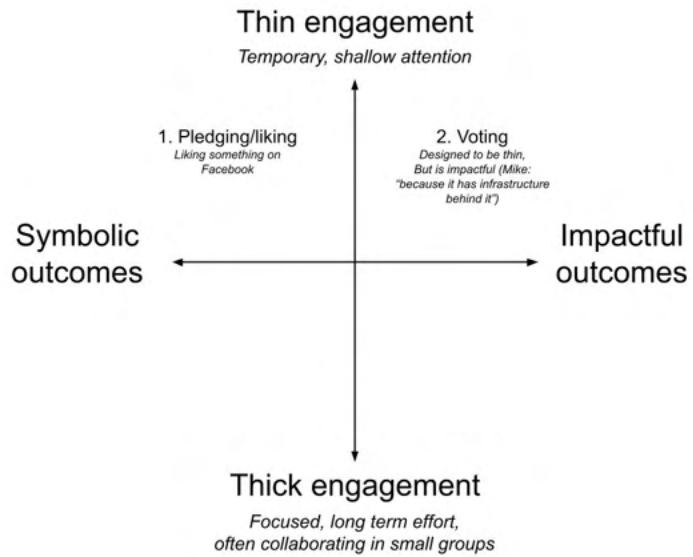 Thin engagement
Temporary, shallow attention
1. Pledging/liking
Liking something on
Facebook
2. Voting
Designed to be thin,
But is impactful (Mike:
"because it has infrastructure
behind it")
Symbolic
outcomes
Impactful
outcomes
Thick engagement
Focused, long term effort,
often collaborating in small groups